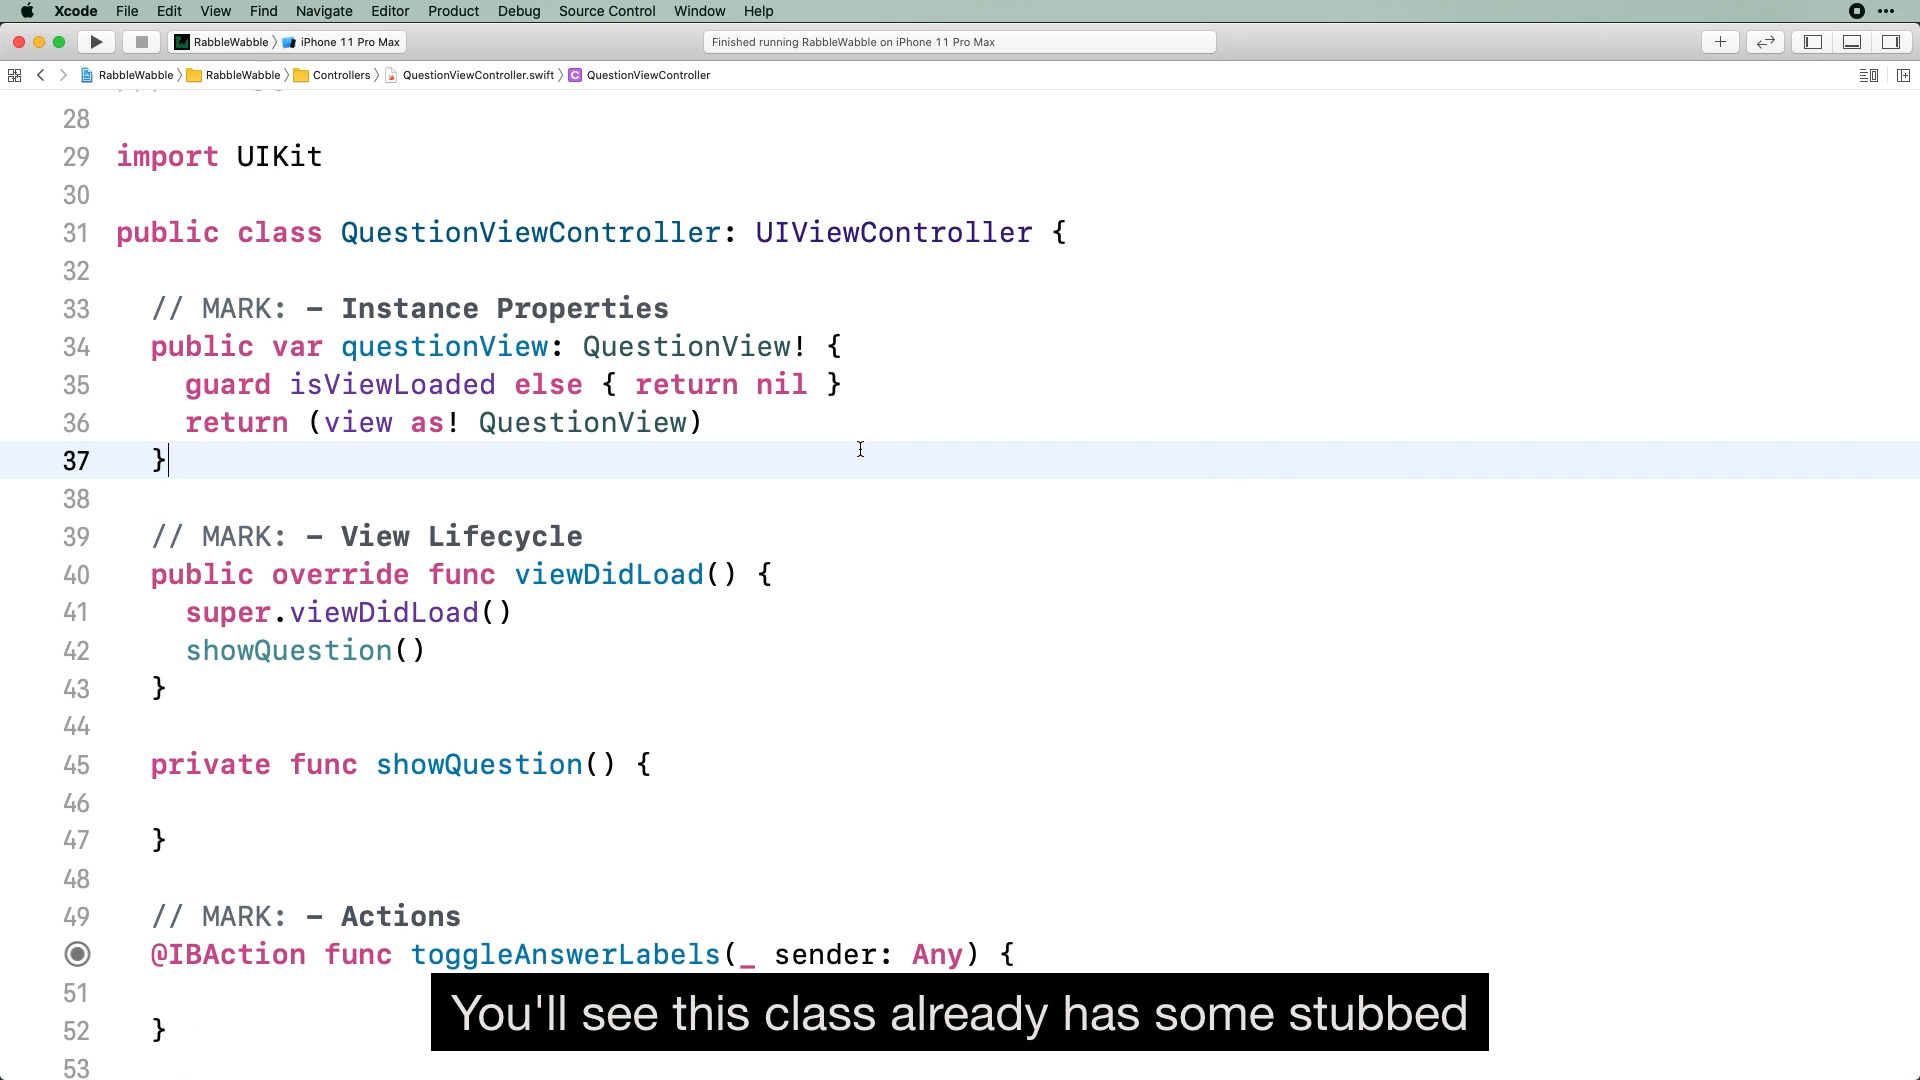 Xcode File Edit View Find Navigate Editor Product Debug Source Control Window Help
RabbleWabble iPhone 11 Pro Max
Finished running RabbleWabble on iPhone 11 Pro Max
RabbleWabble RabbleWabble Controllers QuestionViewController.swift C QuestionViewController
28
29 import UIKit
30
31 public class QuestionViewController: UIViewController {
32
33 // MARK: – Instance Properties
34 public var questionView: QuestionView! {
35 guard isViewLoaded else { return nil }
36 return (view as! QuestionView)
37 }
38
39 // MARK: – View Lifecycle
40 public override func viewDidLoad() {
41 super.viewDidLoad()
42 showQuestion()
43 }
44
45 private func showQuestion() {
46
47 }
48
49 // MARK: – Actions
@IBAction func toggleAnswerLabels(_ sender: Any) {
51
52 }
53
You'll see this class already has some stubbed